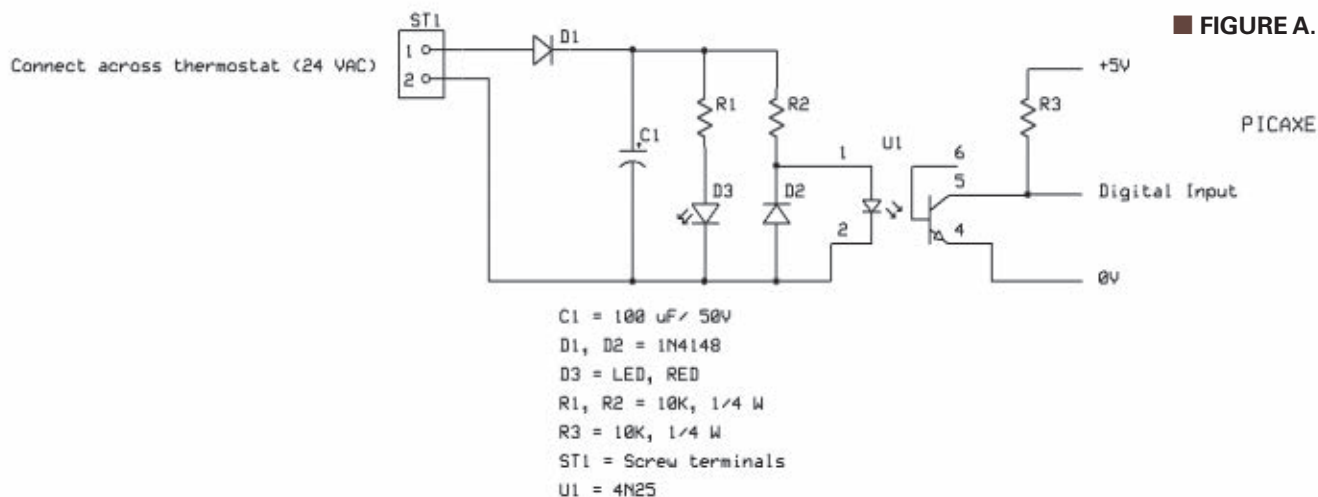 FIGURE A.
ST1
1
2
Connect across thermostat (24 VAC)
D1
C1
R1
R2
D3
D2
1
2
U1
6
5
4
R3
+5V
PICAXE
Digital Input
0V
C1 = 100 uF/ 50V
D1, D2 = 1N4148
D3 = LED, RED
R1, R2 = 10K, 1/4 W
R3 = 10K, 1/4 W
ST1 = Screw terminals
U1 = 4N25